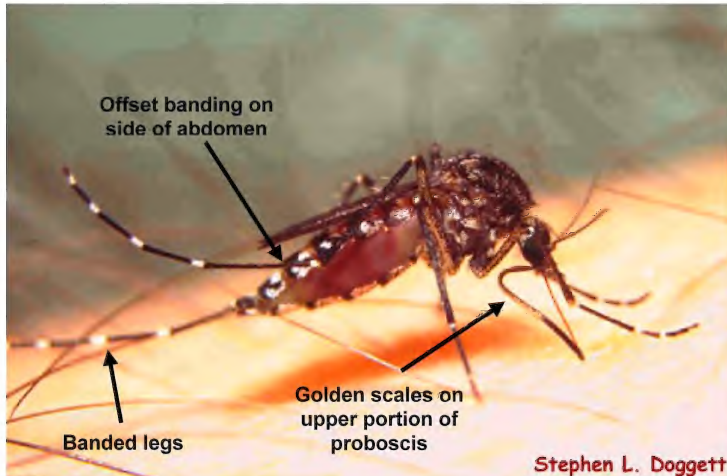 Offset banding on
side of abdomen
Golden scales on
upper portion of
proboscis
Banded legs
Stephen L. Doggett